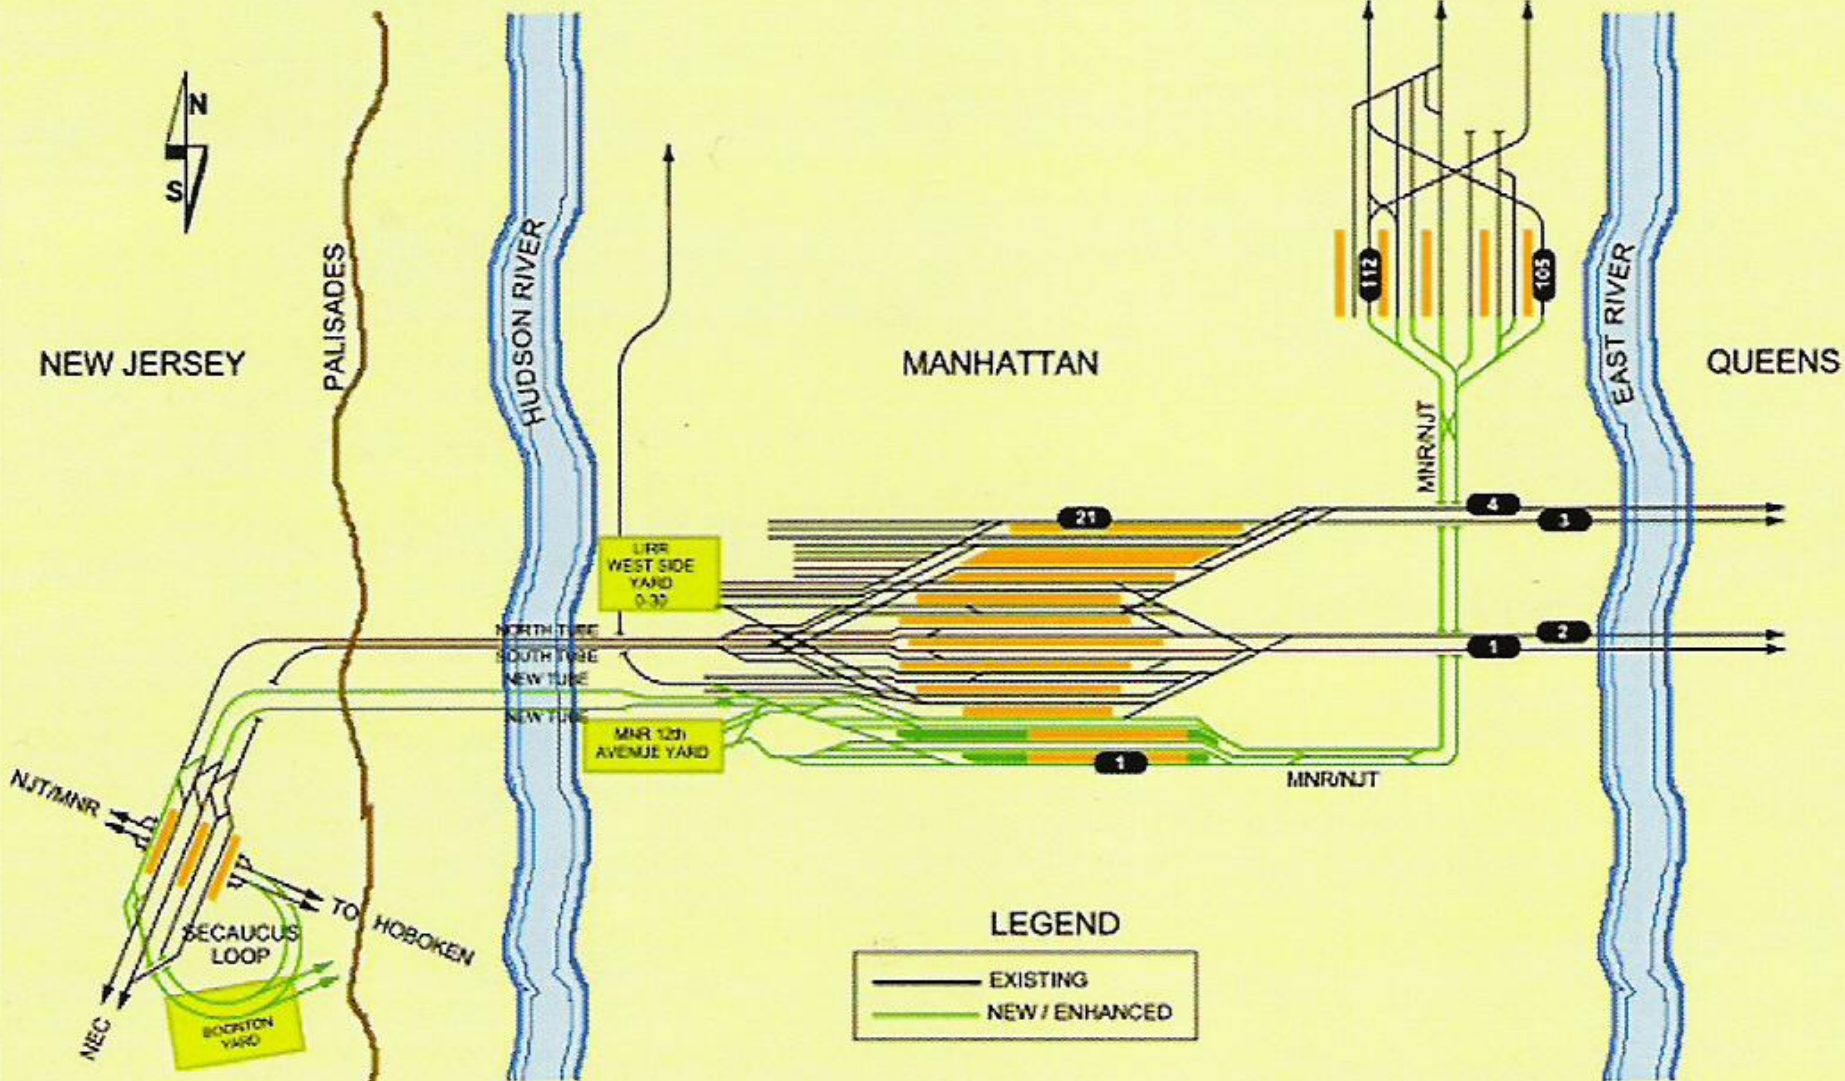 N
S
NEW JERSEY
PALISADES
HUDSON RIVER
MANHATTAN
112
105
EAST RIVER
QUEENS
MNR/NJT
4
3
21
LIRR
WEST SIDE
YARD
0-30
NORTH TUBE
SOUTH TUBE
2
1
NEW TUBE
NEW TUBE
MNR 12th
AVENUE YARD
1
MNR/NJT
NJT/MNR
TO HOBOKEN
SECAUCUS
LOOP
BOONTON
YARD
NEC
LEGEND
EXISTING
NEW / ENHANCED